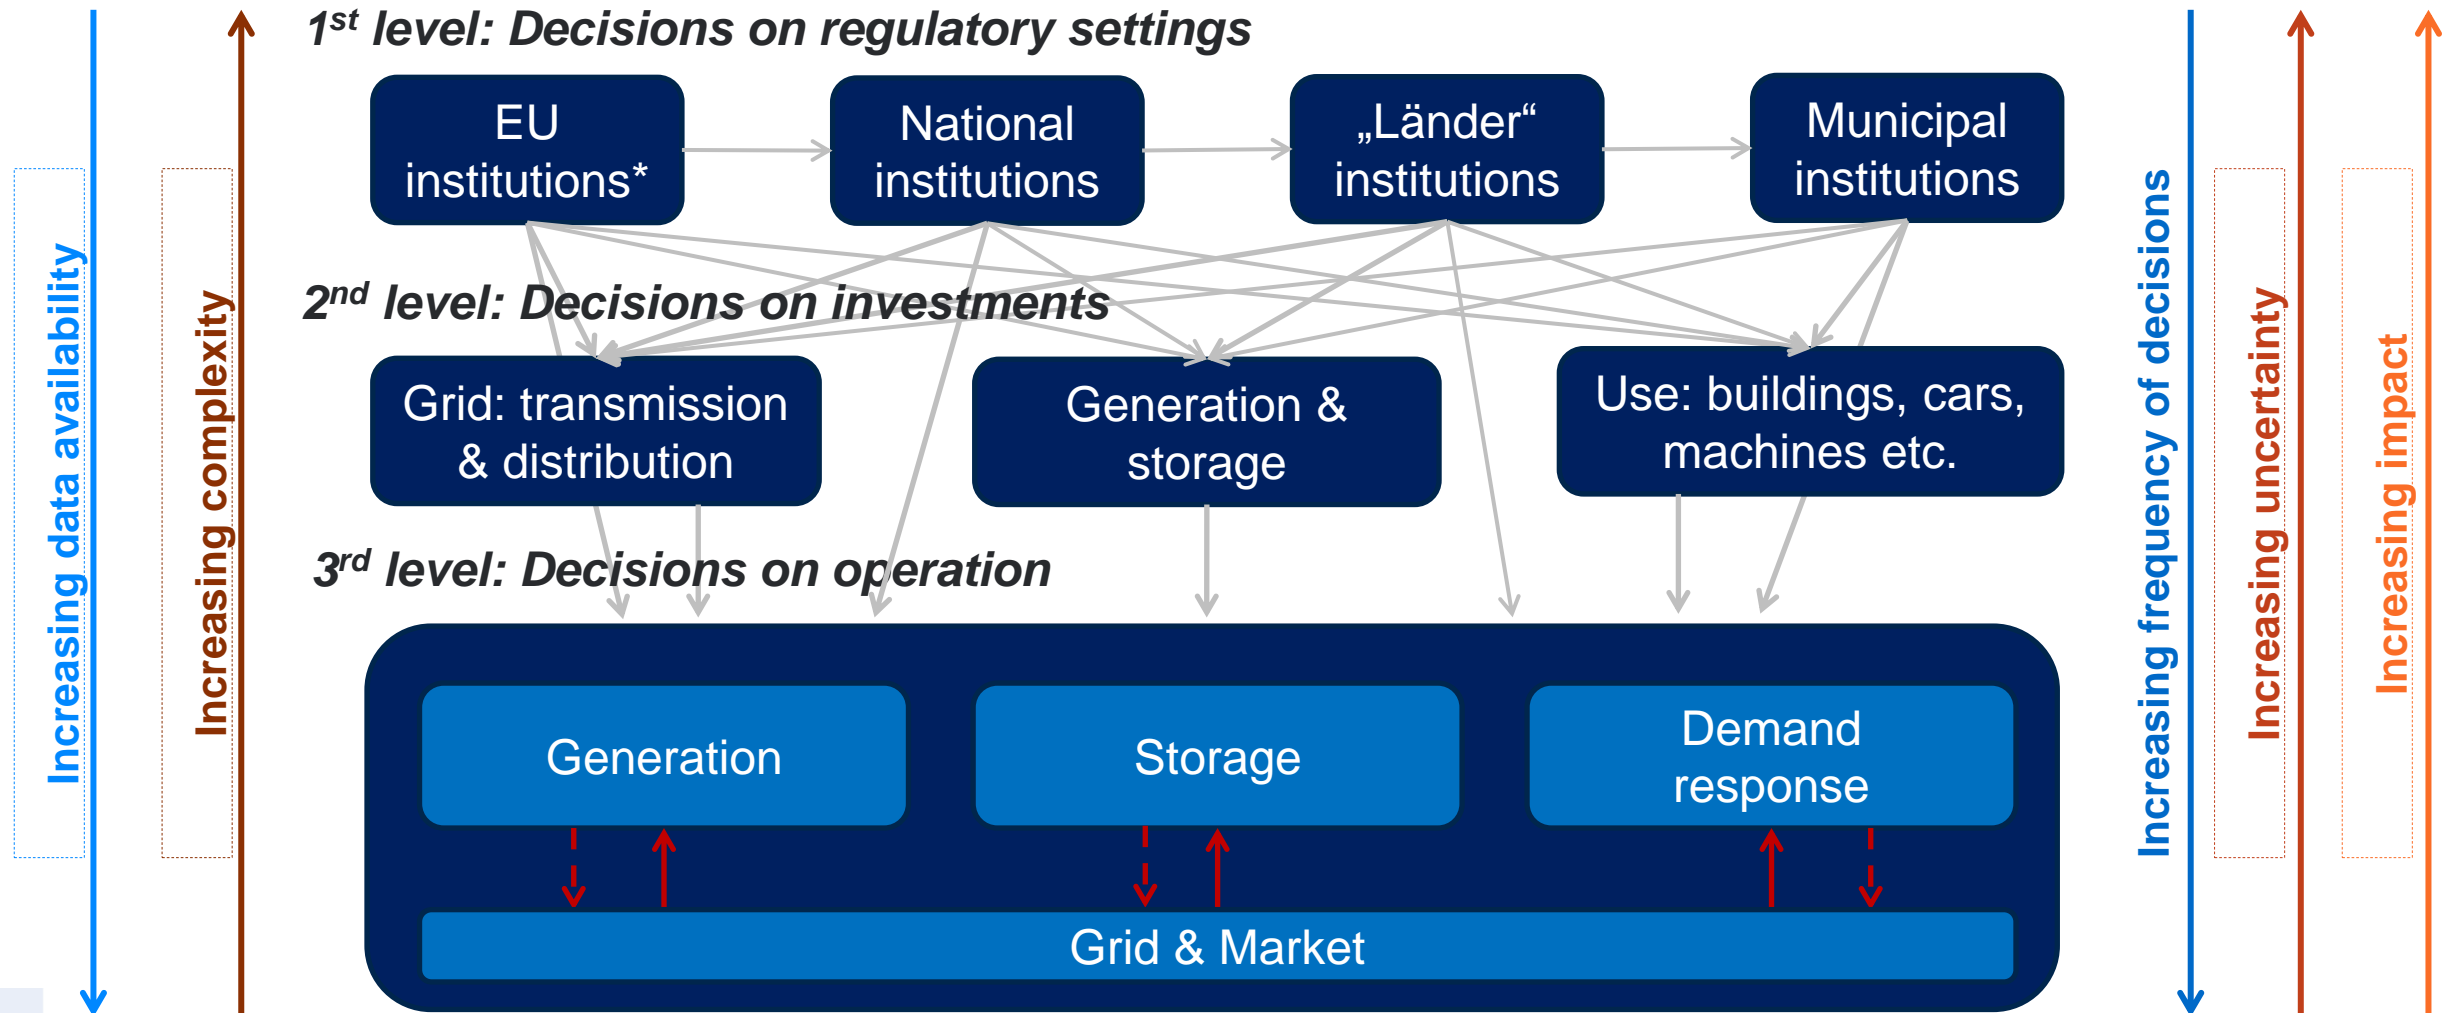 1st level: Decisions on regulatory settings
EU
institutions*
National
institutions
„Länder“
institutions
Municipal
institutions
2nd level: Decisions on investments
Grid: transmission
& distribution
Generation &
storage
Use: buildings, cars,
machines etc.
3rd level: Decisions on operation
Generation
Storage
Demand
response
Grid & Market
Increasing data availability
Increasing complexity
Increasing frequency of decisions
Increasing uncertainty
Increasing impact